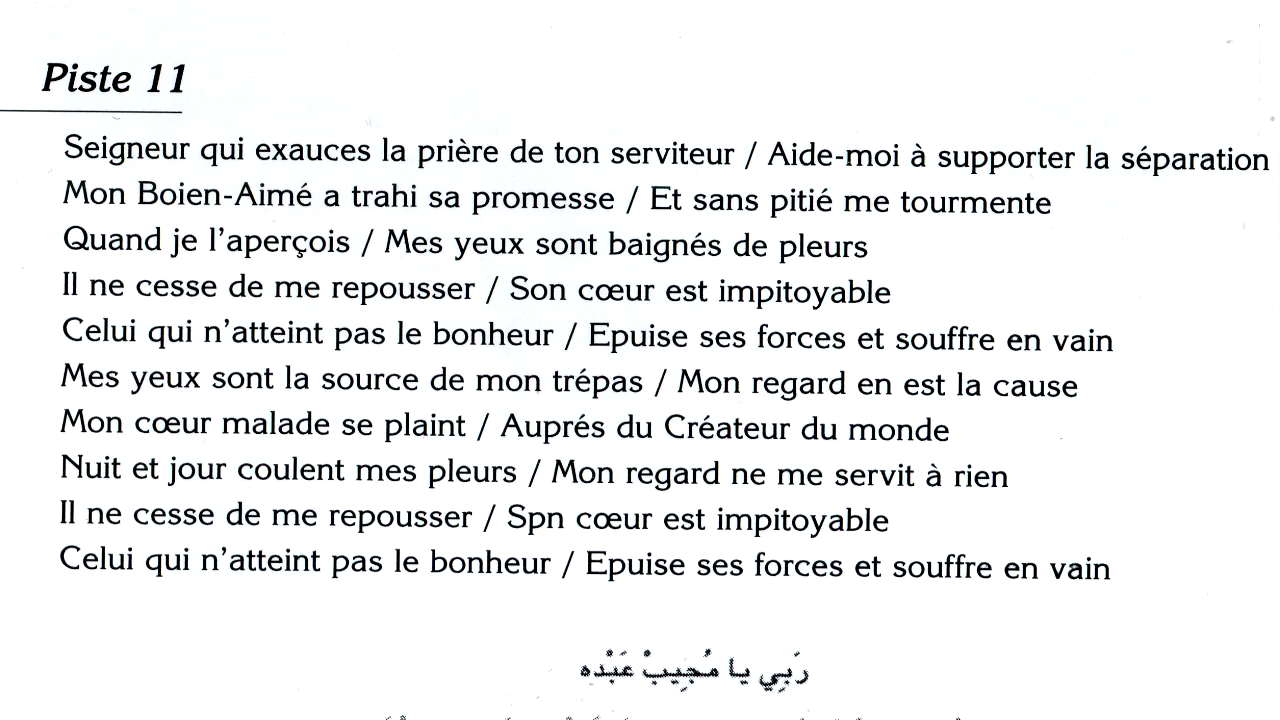 Piste 11
Seigneur qui exauces la prière de ton serviteur / Aide-moi à supporter la séparation
Mon Boien-Aimé a trahi sa promesse / Et sans pitié me tourmente
Quand je l'aperçois / Mes yeux sont baignés de pleurs
Il ne cesse de me repousser / Son cœur est impitoyable
Celui qui n'atteint pas le bonheur / Epuise ses forces et souffre en vain
Mes yeux sont la source de mon trépas / Mon regard en est la cause
Mon cœur malade se plaint / Auprés du Créateur du monde
Nuit et jour coulent mes pleurs / Mon regard ne me servit à rien
Il ne cesse de me repousser / Spn cœur est impitoyable
Celui qui n'atteint pas le bonheur / Epuise ses forces et souffre en vain
رَبِي يا مُجِيبْ عَبْدْه